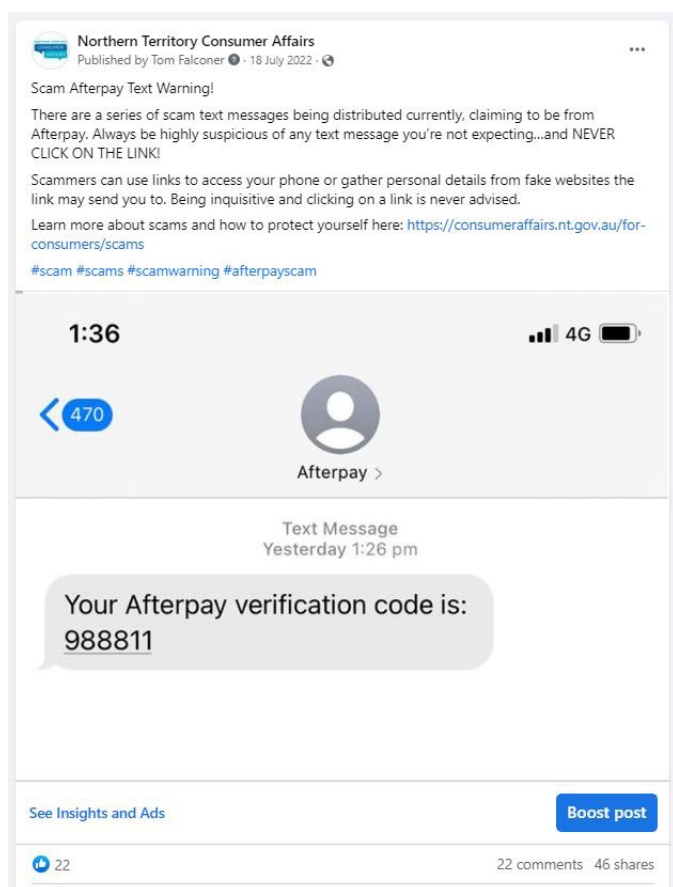 Northern Territory Consumer Affairs
Published by Tom Falconer · 18 July 2022 ·
Scam Afterpay Text Warning!
There are a series of scam text messages being distributed currently, claiming to be from
Afterpay. Always be highly suspicious of any text message you're not expecting...and NEVER
CLICK ON THE LINK!
Scammers can use links to access your phone or gather personal details from fake websites the
link may send you to. Being inquisitive and clicking on a link is never advised.
Learn more about scams and how to protect yourself here: https://consumeraffairs.nt.gov.au/for-
consumers/scams
#scam #scams #scamwarning #afterpayscam
1:36
4G
470
Afterpay >
Text Message
Yesterday 1:26 pm
Your Afterpay verification code is:
988811
See Insights and Ads
Boost post
22
22 comments 46 shares